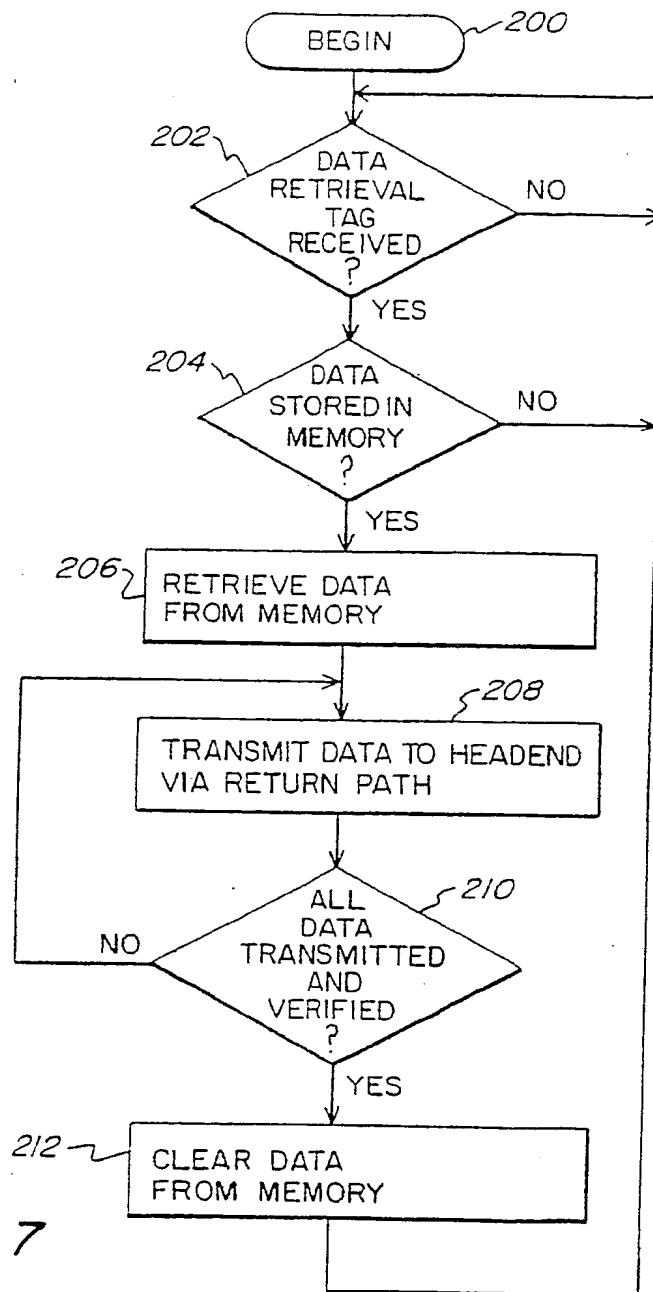 BEGIN
200
202
DATA
RETRIEVAL
TAG
RECEIVED
?
NO
YES
204
DATA
STORED IN
MEMORY
?
NO
YES
206
RETRIEVE DATA
FROM MEMORY
208
TRANSMIT DATA TO HEADEND
VIA RETURN PATH
210
ALL
DATA
TRANSMITTED
AND
VERIFIED
?
NO
YES
212
CLEAR DATA
FROM MEMORY
7